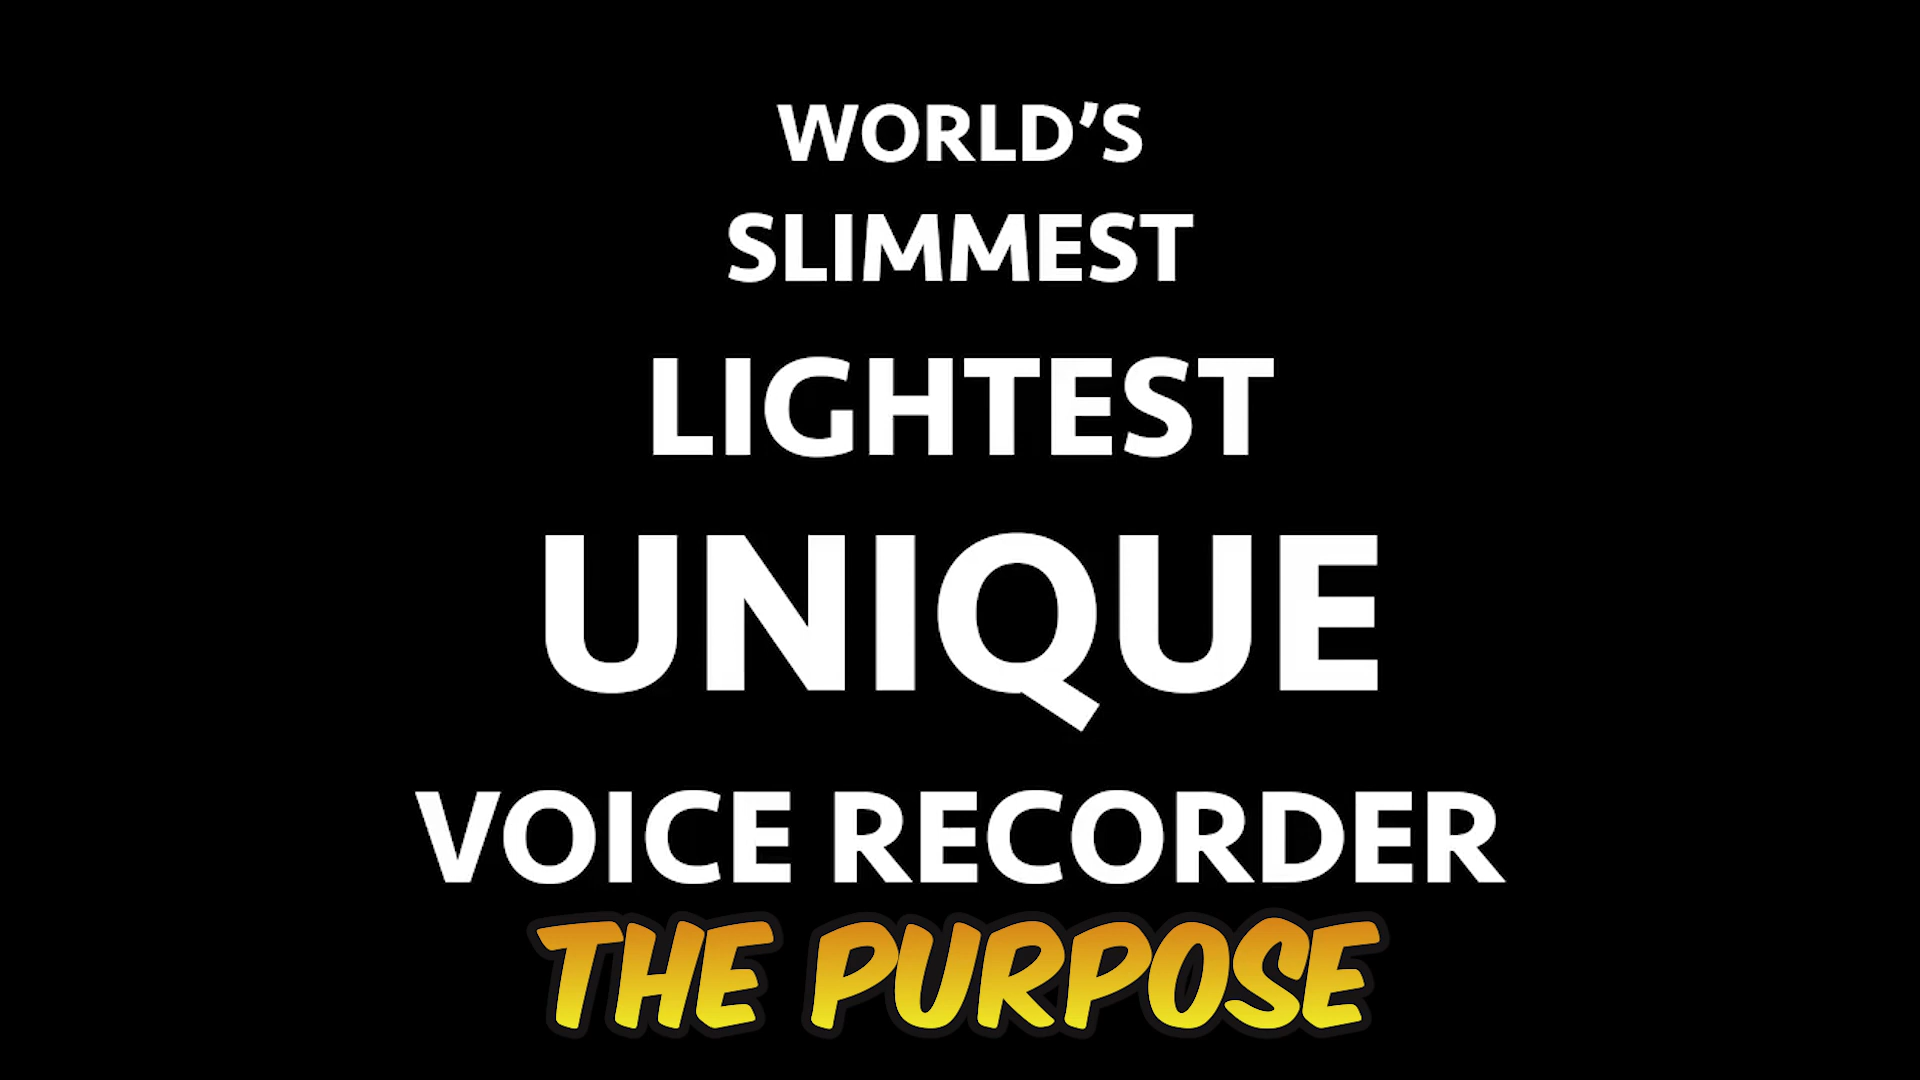 WORLD’S
SLIMMEST
LIGHTEST
UNIQUE
VOICE RECORDER
THE PURPOSE